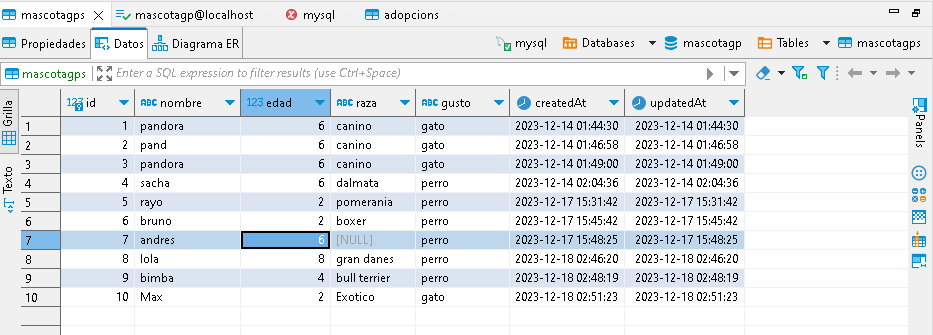 mascotagps mascotagp@localhost mysql adopcions
Propiedades Datos Diagrama ER mysql Databases mascotagp Tables mascotagps
mascotagps Enter a SQL expression to filter results (use Ctrl+Space)
123 id ABC nombre 123 edad ABC raza ABC gusto createdAt updatedAt
1 1 pandora 6 canino gato 2023-12-14 01:44:30 2023-12-14 01:44:30
2 2 pand 6 canino gato 2023-12-14 01:46:58 2023-12-14 01:46:58
3 3 pandora 6 canino gato 2023-12-14 01:49:00 2023-12-14 01:49:00
4 4 sacha 6 dalmata perro 2023-12-14 02:04:36 2023-12-14 02:04:36
5 5 rayo 2 pomerania perro 2023-12-17 15:31:42 2023-12-17 15:31:42
6 6 bruno 2 boxer perro 2023-12-17 15:45:42 2023-12-17 15:45:42
7 7 andres 6 [NULL] perro 2023-12-17 15:48:25 2023-12-17 15:48:25
8 8 lola 8 gran danes perro 2023-12-18 02:46:20 2023-12-18 02:46:20
9 9 bimba 4 bull terrier perro 2023-12-18 02:48:19 2023-12-18 02:48:19
10 10 Max 2 Exotico gato 2023-12-18 02:51:23 2023-12-18 02:51:23
Grilla
Texto
Panels